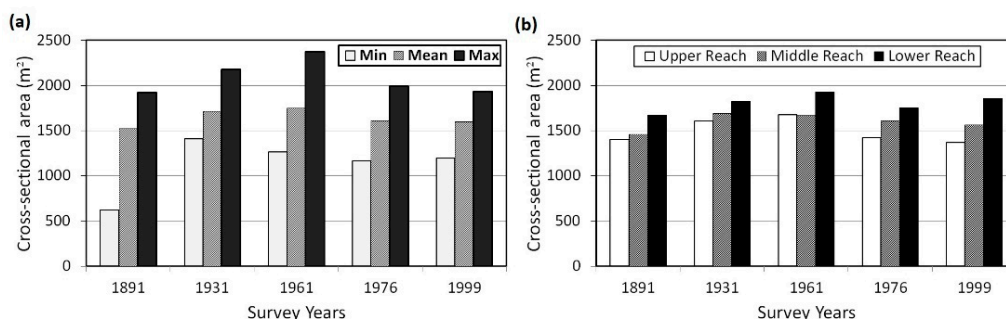 (a)
Cross-sectional area (m²)
2500
2000
1500
1000
500
0
Min Mean Max
1891 1931 1961 1976 1999
Survey Years
(b)
Cross-sectional area (m²)
2500
2000
1500
1000
500
0
Upper Reach Middle Reach Lower Reach
1891 1931 1961 1976 1999
Survey Years